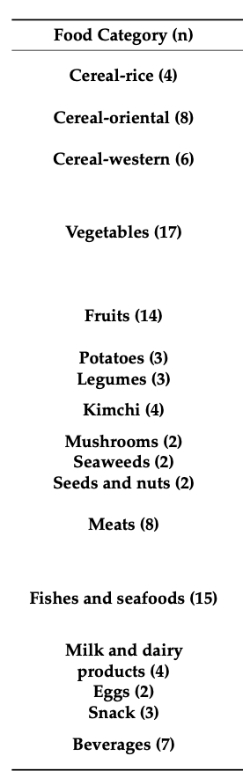 Food Category (n)
Cereal-rice (4)
Cereal-oriental (8)
Cereal-western (6)
Vegetables (17)
Fruits (14)
Potatoes (3)
Legumes (3)
Kimchi (4)
Mushrooms (2)
Seaweeds (2)
Seeds and nuts (2)
Meats (8)
Fishes and seafoods (15)
Milk and dairy
products (4)
Eggs (2)
Snack (3)
Beverages (7)